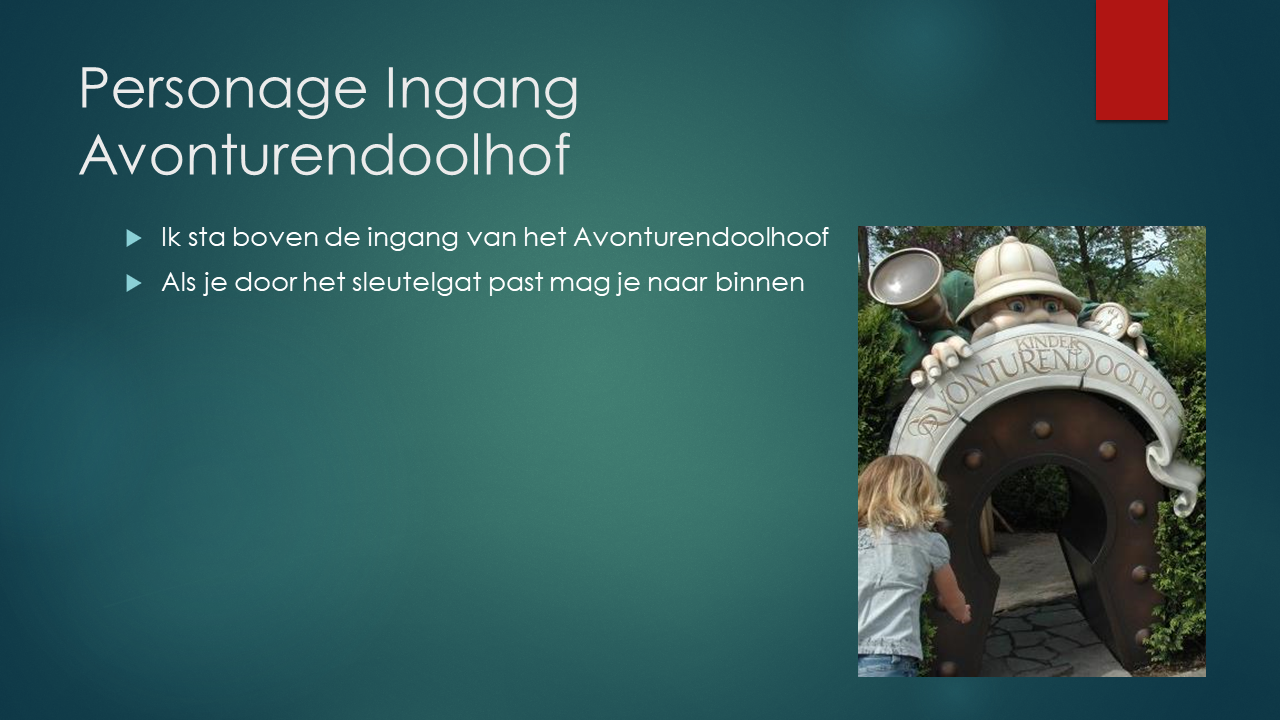 Personage Ingang
Avonturendoolhof
Ik sta boven de ingang van het Avonturendoolhoof
Als je door het sleutelgat past mag je naar binnen
KINDER
AVONTURENDOOLHOF